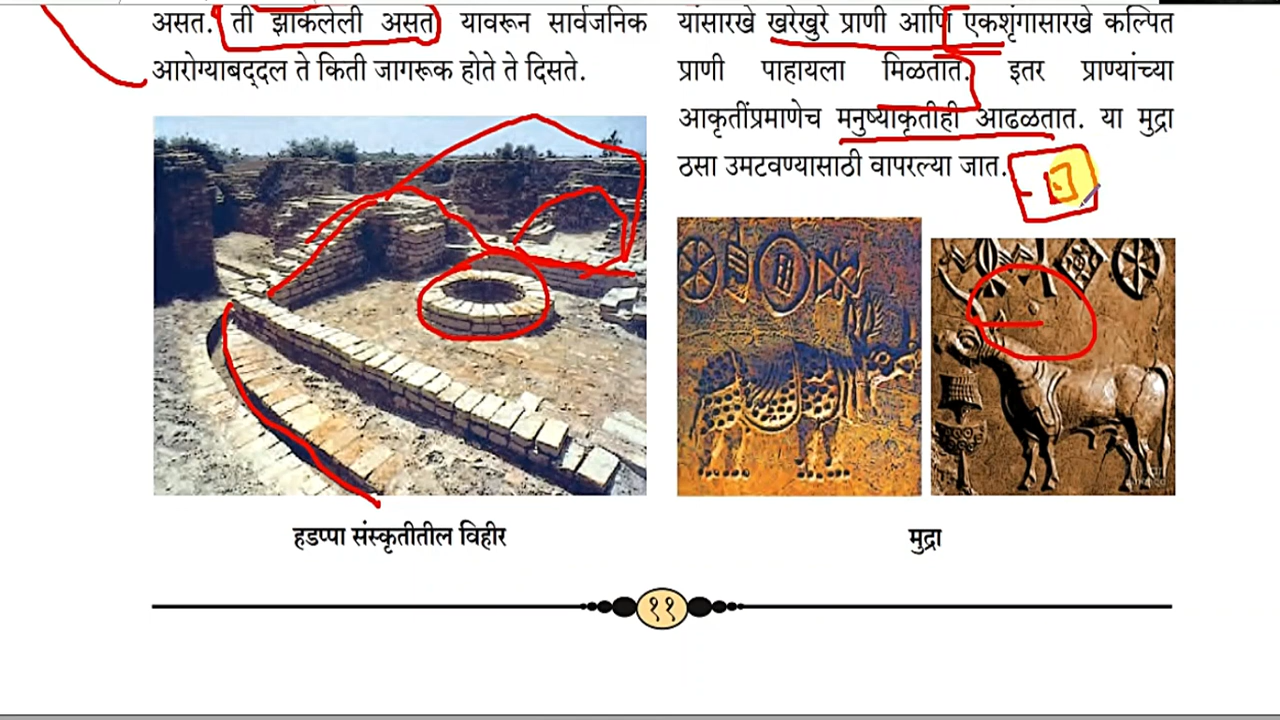 असत. ती झाकलेली असत यावरून सार्वजनिक
आरोग्याबद्दल ते किती जागरूक होते ते दिसते.
हडप्पा संस्कृतीतील विहीर
यांसारखे खरेखुरे प्राणी आणि एकशृंगासारखे कल्पित
प्राणी पाहायला मिळतात. इतर प्राण्यांच्या
आकृतींप्रमाणेच मनुष्याकृतीही आढळतात. या मुद्रा
ठसा उमटवण्यासाठी वापरल्या जात.
मुद्रा
११